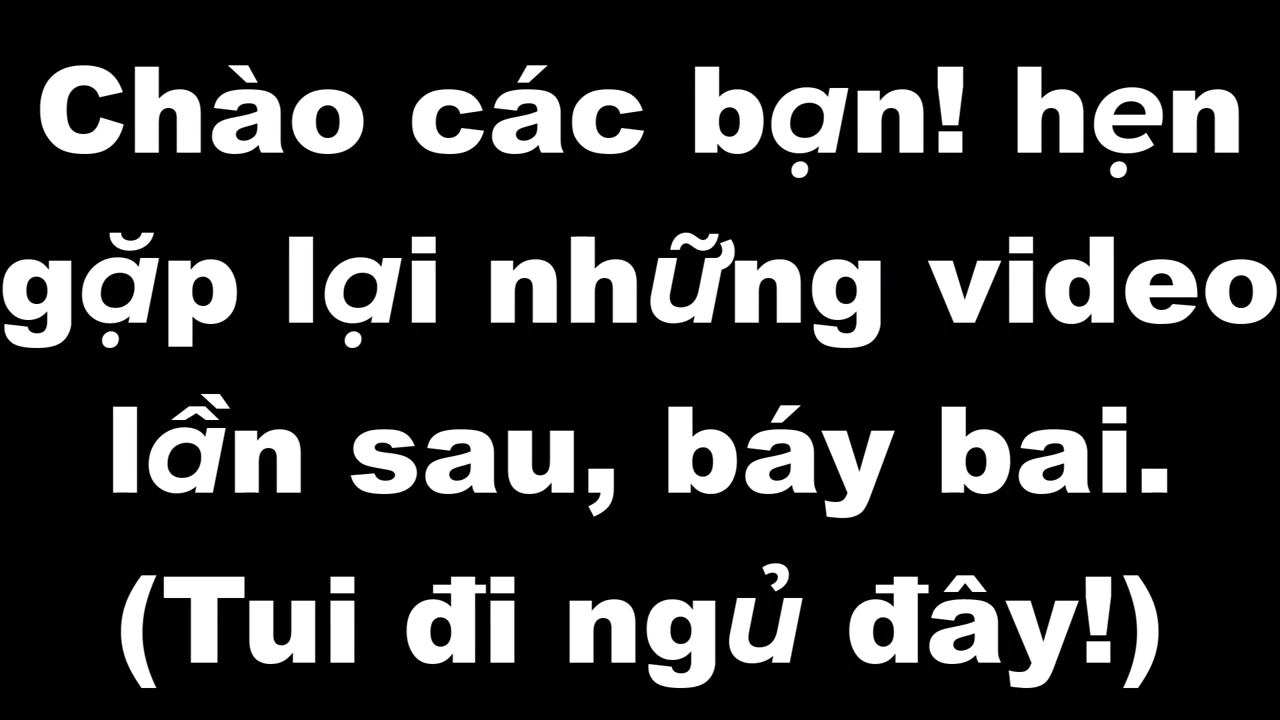 Chào các bạn! hẹn
gặp lại những video
lần sau, báy bai.
(Tui đi ngủ đây!)